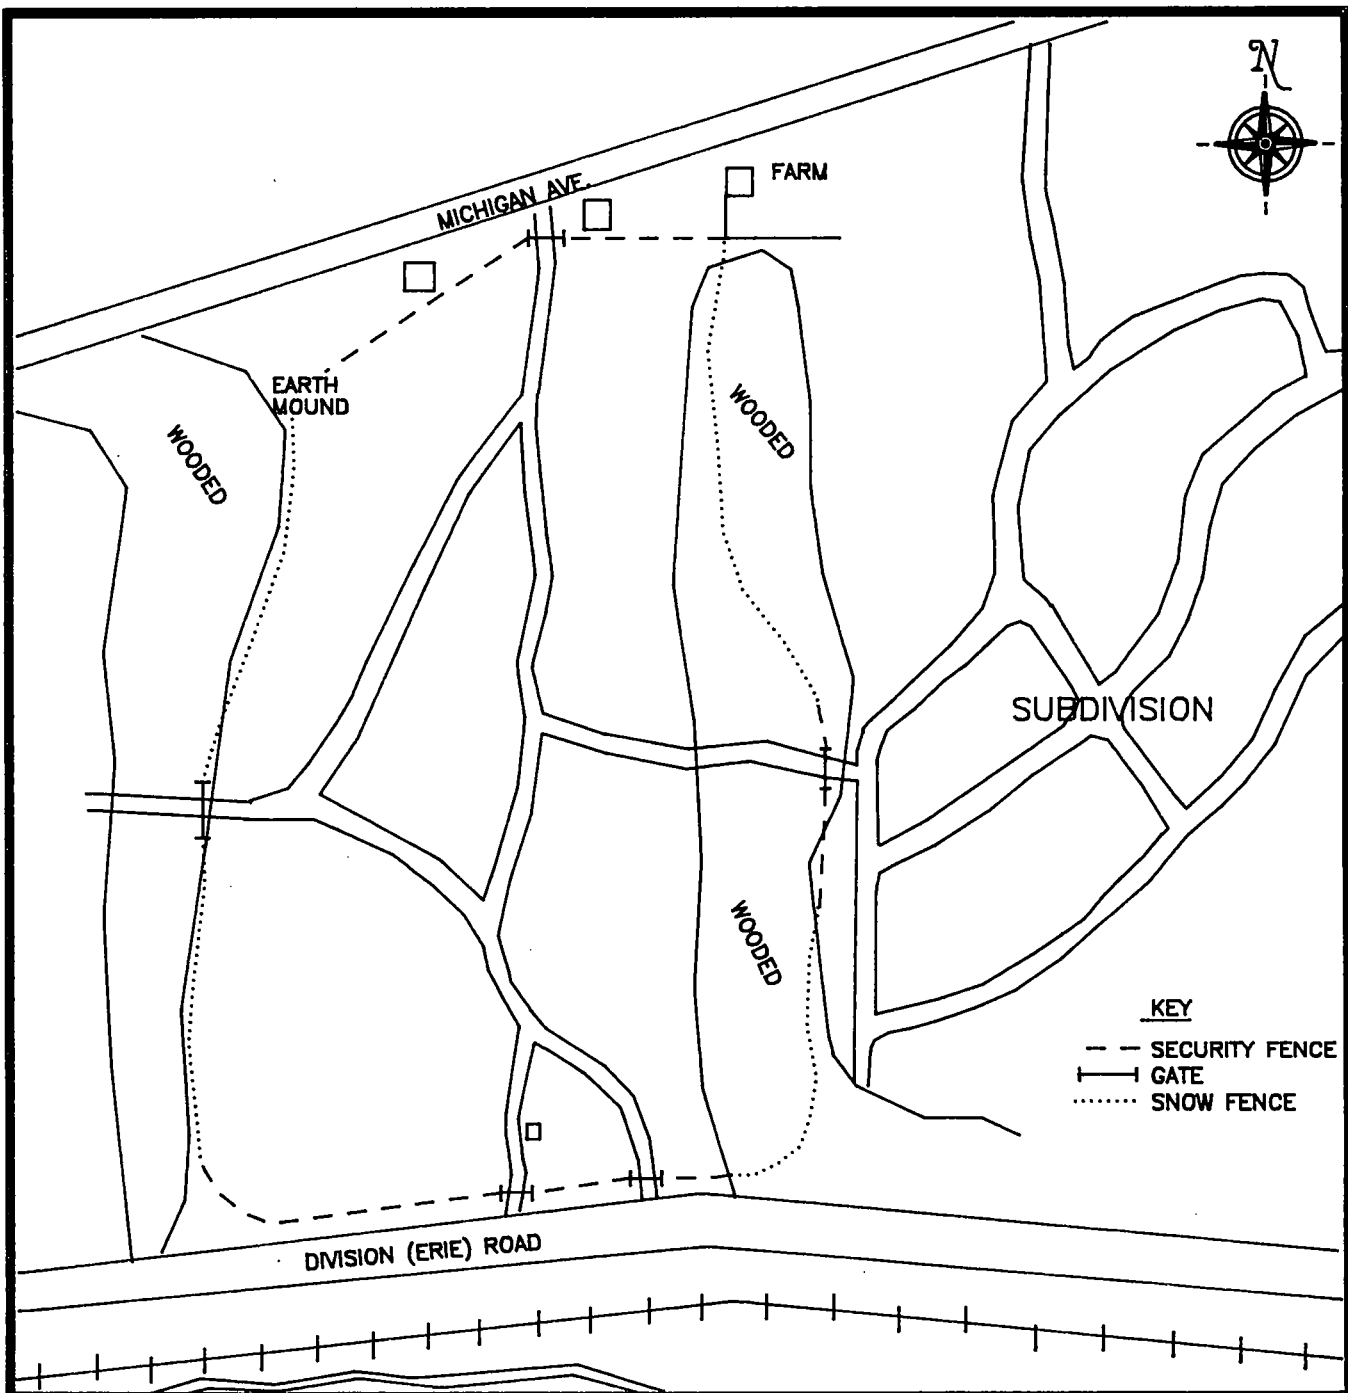 N
FARM
MICHIGAN AVE.
EARTH
MOUND
WOODED
WOODED
SUBDIVISION
WOODED
KEY
SECURITY FENCE
GATE
SNOW FENCE
DIVISION (ERIE) ROAD